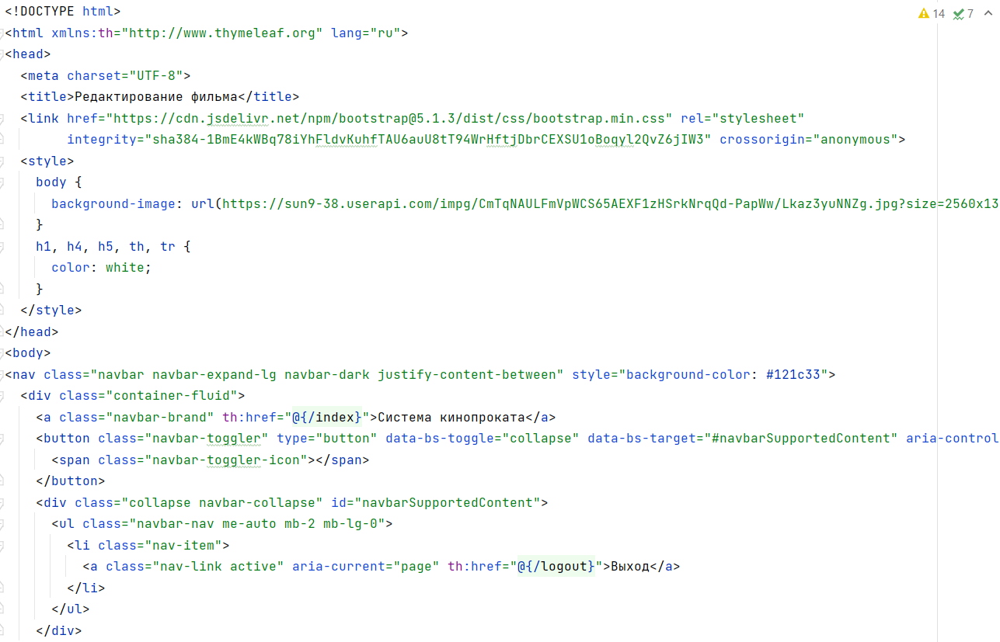 <!DOCTYPE html>
14 7
<html xmlns:th="http://www.thymeleaf.org" lang="ru">
<head>
  <meta charset="UTF-8">
  <title>Редактирование фильма</title>
  <link href="https://cdn.jsdelivr.net/npm/bootstrap@5.1.3/dist/css/bootstrap.min.css" rel="stylesheet"
        integrity="sha384-1BmE4kWBq78iYhFldvKuhfTAU6auU8tT94WrHftjDbrCEXSU1oBoqyl2QvZ6jIW3" crossorigin="anonymous">
  <style>
    body {
      background-image: url(https://sun9-38.userapi.com/impg/CmTqNAULFmVpWCS65AEXF1zHSrkNrqQd-PapWw/Lkaz3yuNNZg.jpg?size=2560x13
    }
    h1, h4, h5, th, tr {
      color: white;
    }
  </style>
</head>
<body>
<nav class="navbar navbar-expand-lg navbar-dark justify-content-between" style="background-color: #121c33">
  <div class="container-fluid">
    <a class="navbar-brand" th:href="@{/index}">Система кинопроката</a>
    <button class="navbar-toggler" type="button" data-bs-toggle="collapse" data-bs-target="#navbarSupportedContent" aria-control
      <span class="navbar-toggler-icon"></span>
    </button>
    <div class="collapse navbar-collapse" id="navbarSupportedContent">
      <ul class="navbar-nav me-auto mb-2 mb-lg-0">
        <li class="nav-item">
          <a class="nav-link active" aria-current="page" th:href="@{/logout}">Выход</a>
        </li>
      </ul>
    </div>